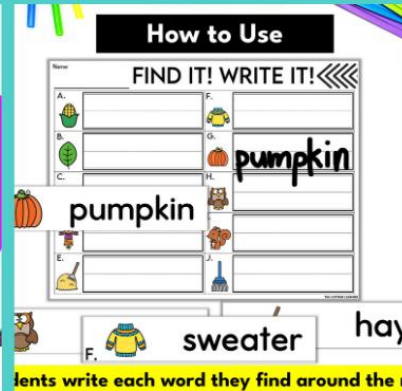 How to Use
Name
FIND IT! WRITE IT!
A.
F.
B.
G.
pumpkin
C.
H.
pumpkin
E.
J.
F.
sweater
hay
dents write each word they find around the